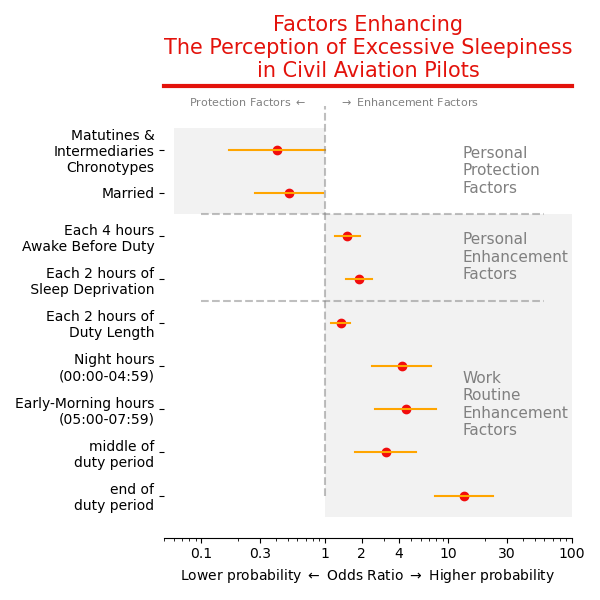 Factors Enhancing
The Perception of Excessive Sleepiness
in Civil Aviation Pilots
Protection Factors ←
→ Enhancement Factors
Matutines &
Intermediaries
Chronotypes
Married
Each 4 hours
Awake Before Duty
Each 2 hours of
Sleep Deprivation
Each 2 hours of
Duty Length
Night hours
(00:00-04:59)
Early-Morning hours
(05:00-07:59)
middle of
duty period
end of
duty period
Personal
Protection
Factors
Personal
Enhancement
Factors
Work
Routine
Enhancement
Factors
0.1 0.3 1 2 4 10 30 100
Lower probability ← Odds Ratio → Higher probability